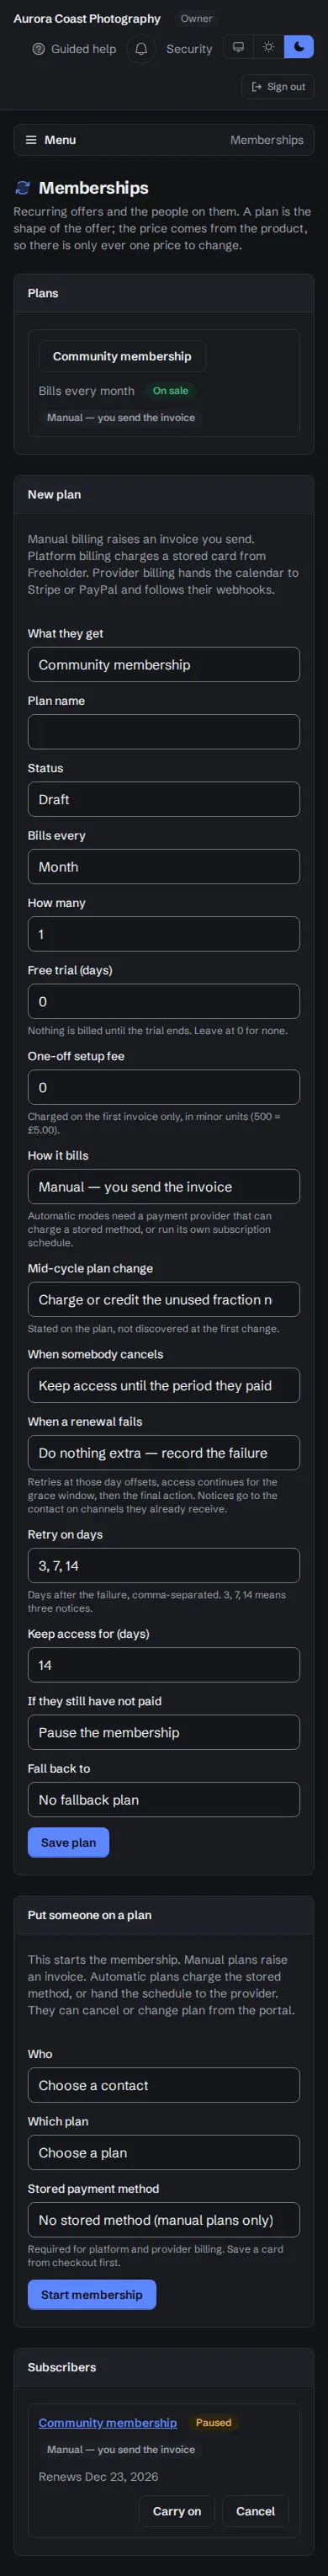 Aurora Coast Photography Owner
Guided help Security
Sign out
Menu Memberships
Memberships
Recurring offers and the people on them. A plan is the
shape of the offer; the price comes from the product,
so there is only ever one price to change.
Plans
Community membership
Bills every month On sale
Manual — you send the invoice
New plan
Manual billing raises an invoice you send.
Platform billing charges a stored card from
Freeholder. Provider billing hands the calendar to
Stripe or PayPal and follows their webhooks.
What they get
Community membership
Plan name
Status
Draft
Bills every
Month
How many
1
Free trial (days)
0
Nothing is billed until the trial ends. Leave at 0 for none.
One-off setup fee
0
Charged on the first invoice only, in minor units (500 =
£5.00).
How it bills
Manual — you send the invoice
Automatic modes need a payment provider that can
charge a stored method, or run its own subscription
schedule.
Mid-cycle plan change
Charge or credit the unused fraction n
Stated on the plan, not discovered at the first change.
When somebody cancels
Keep access until the period they paid
When a renewal fails
Do nothing extra — record the failure
Retries at those day offsets, access continues for the
grace window, then the final action. Notices go to the
contact on channels they already receive.
Retry on days
3, 7, 14
Days after the failure, comma-separated. 3, 7, 14 means
three notices.
Keep access for (days)
14
If they still have not paid
Pause the membership
Fall back to
No fallback plan
Save plan
Put someone on a plan
This starts the membership. Manual plans raise
an invoice. Automatic plans charge the stored
method, or hand the schedule to the provider.
They can cancel or change plan from the portal.
Who
Choose a contact
Which plan
Choose a plan
Stored payment method
No stored method (manual plans only)
Required for platform and provider billing. Save a card
from checkout first.
Start membership
Subscribers
Community membership Paused
Manual — you send the invoice
Renews Dec 23, 2026
Carry on Cancel